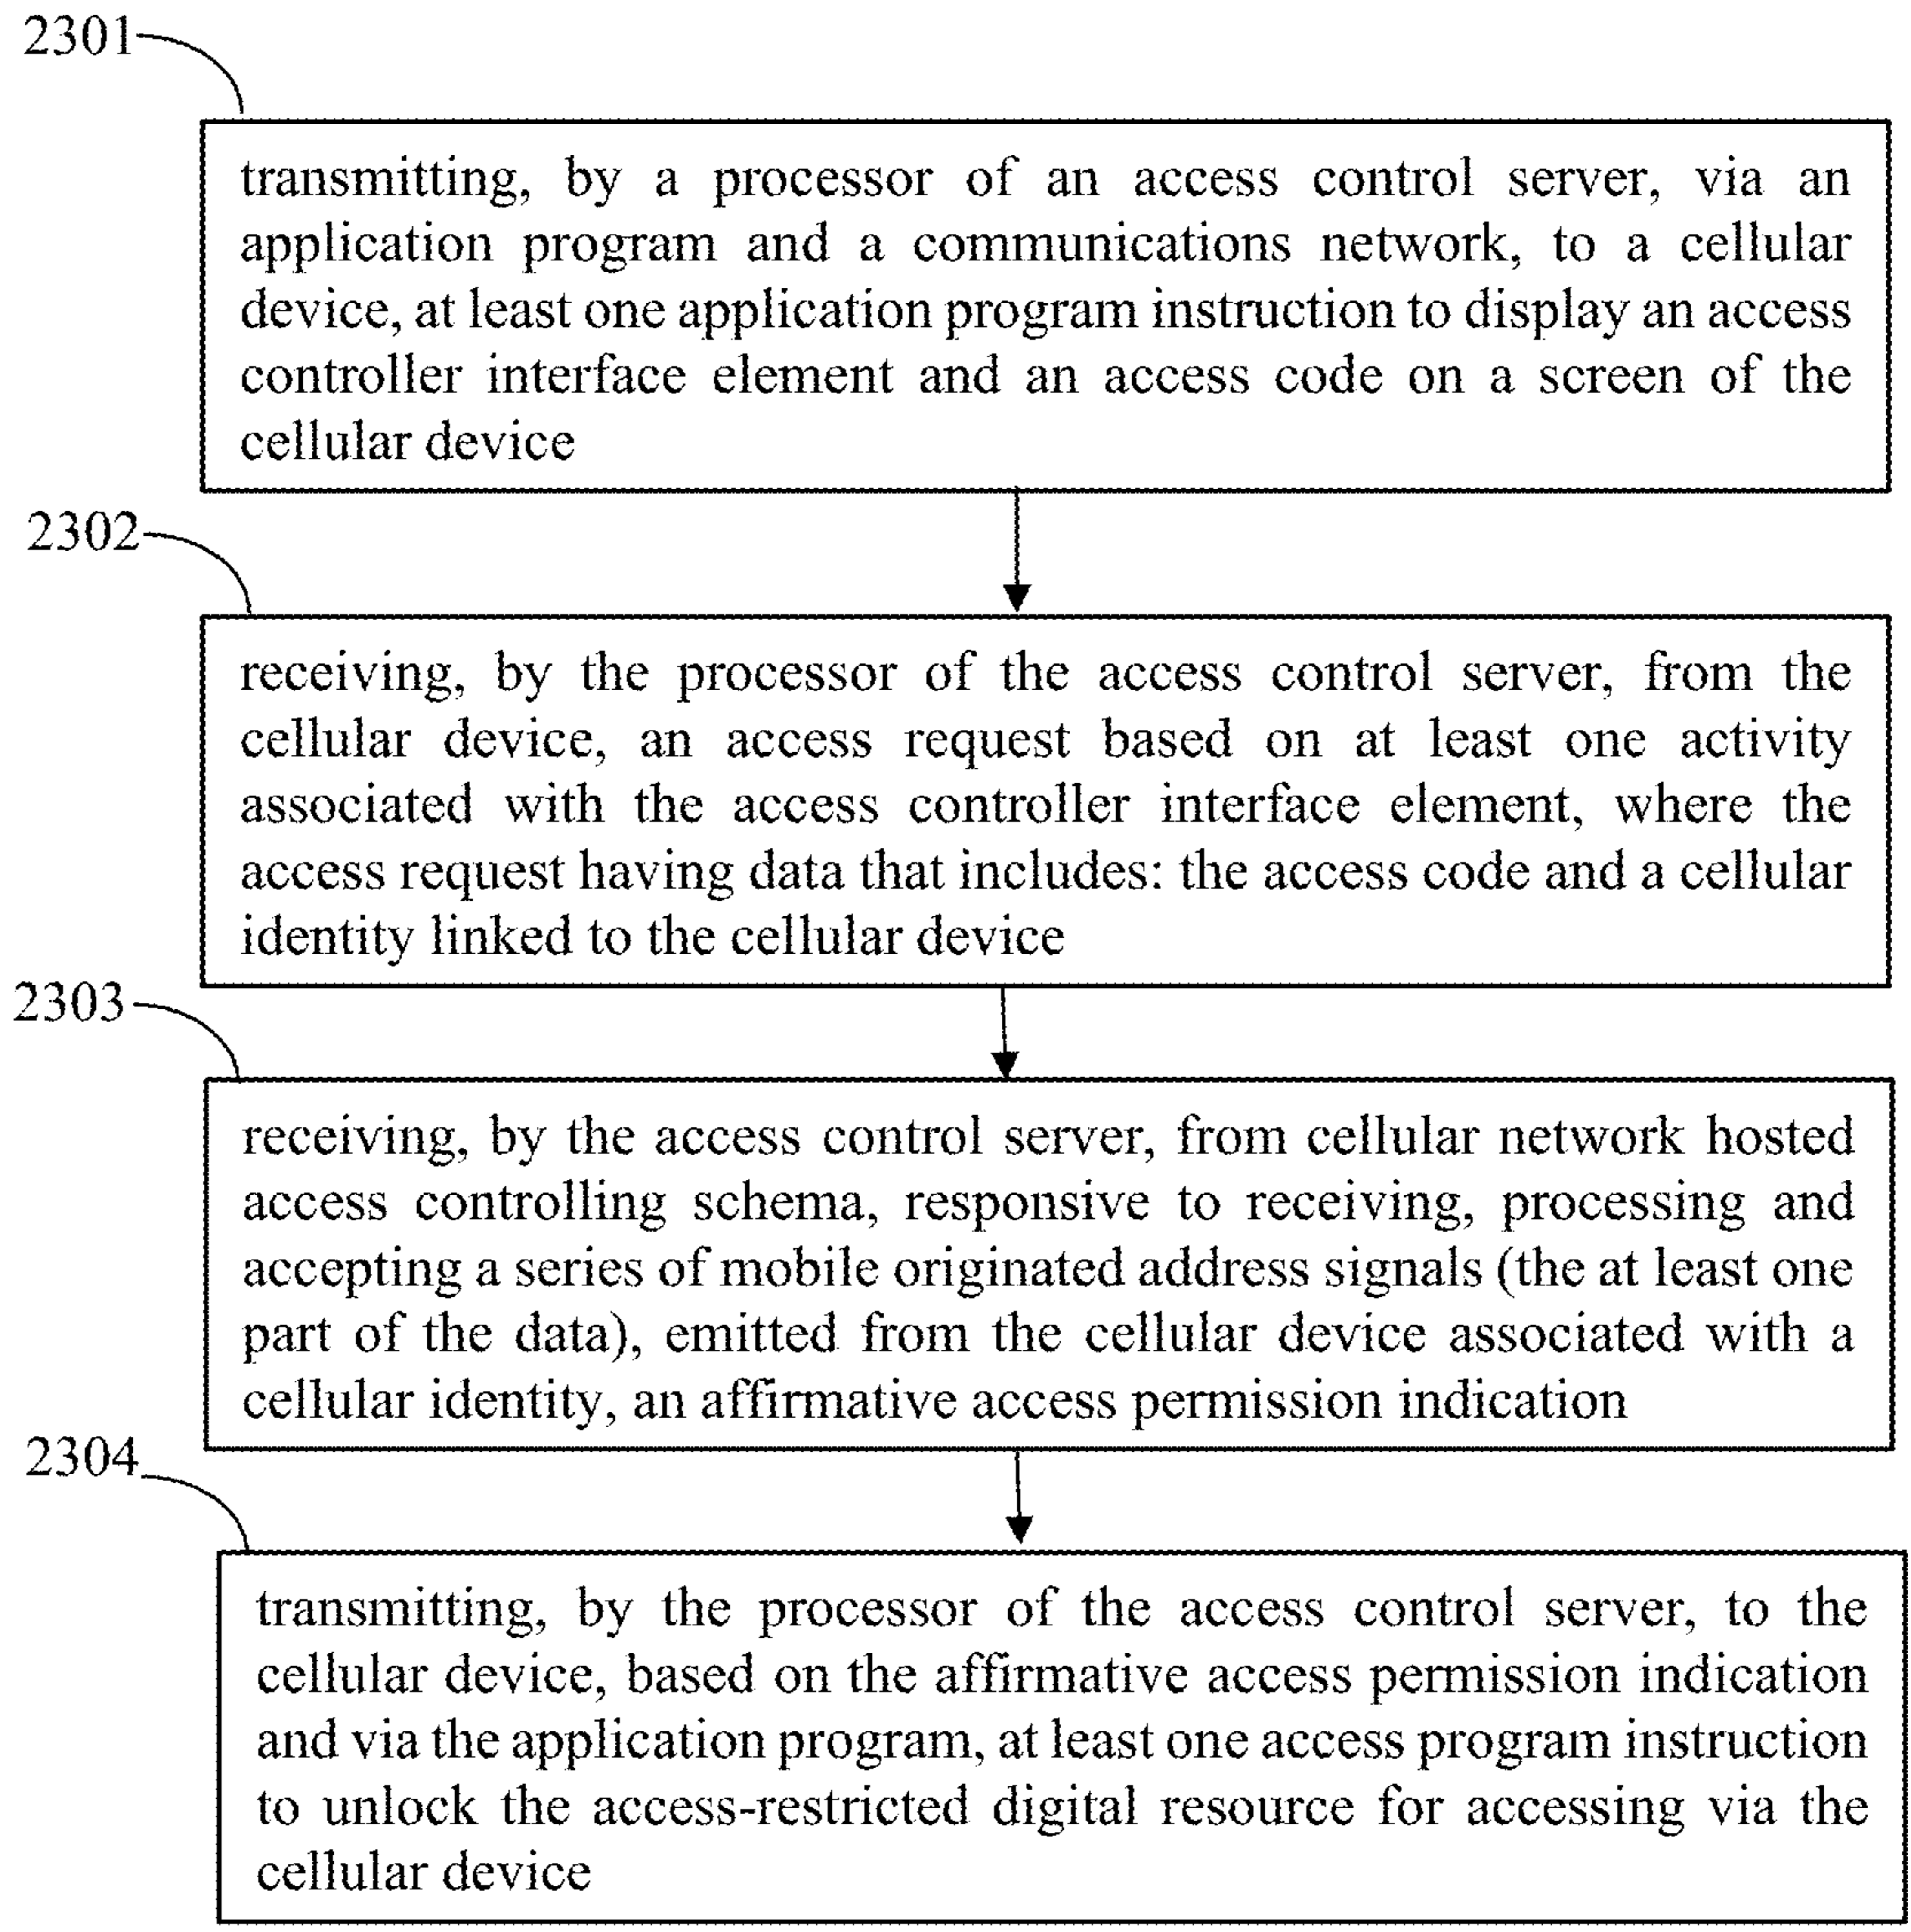 2301
transmitting, by a processor of an access control server, via an
application program and a communications network, to a cellular
device, at least one application program instruction to display an access
controller interface element and an access code on a screen of the
cellular device
2302
receiving, by the processor of the access control server, from the
cellular device, an access request based on at least one activity
associated with the access controller interface element, where the
access request having data that includes: the access code and a cellular
identity linked to the cellular device
2303
receiving, by the access control server, from cellular network hosted
access controlling schema, responsive to receiving, processing and
accepting a series of mobile originated address signals (the at least one
part of the data), emitted from the cellular device associated with a
cellular identity, an affirmative access permission indication
2304
transmitting, by the processor of the access control server, to the
cellular device, based on the affirmative access permission indication
and via the application program, at least one access program instruction
to unlock the access-restricted digital resource for accessing via the
cellular device